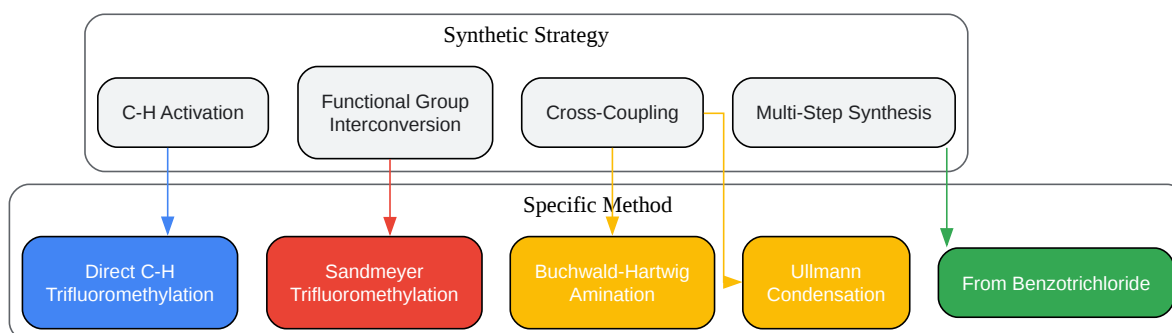 Synthetic Strategy
C-H Activation
Functional Group
Interconversion
Cross-Coupling
Multi-Step Synthesis
Specific Method
Direct C-H
Trifluoromethylation
Sandmeyer
Trifluoromethylation
Buchwald-Hartwig
Amination
Ullmann
Condensation
From Benzotrichloride